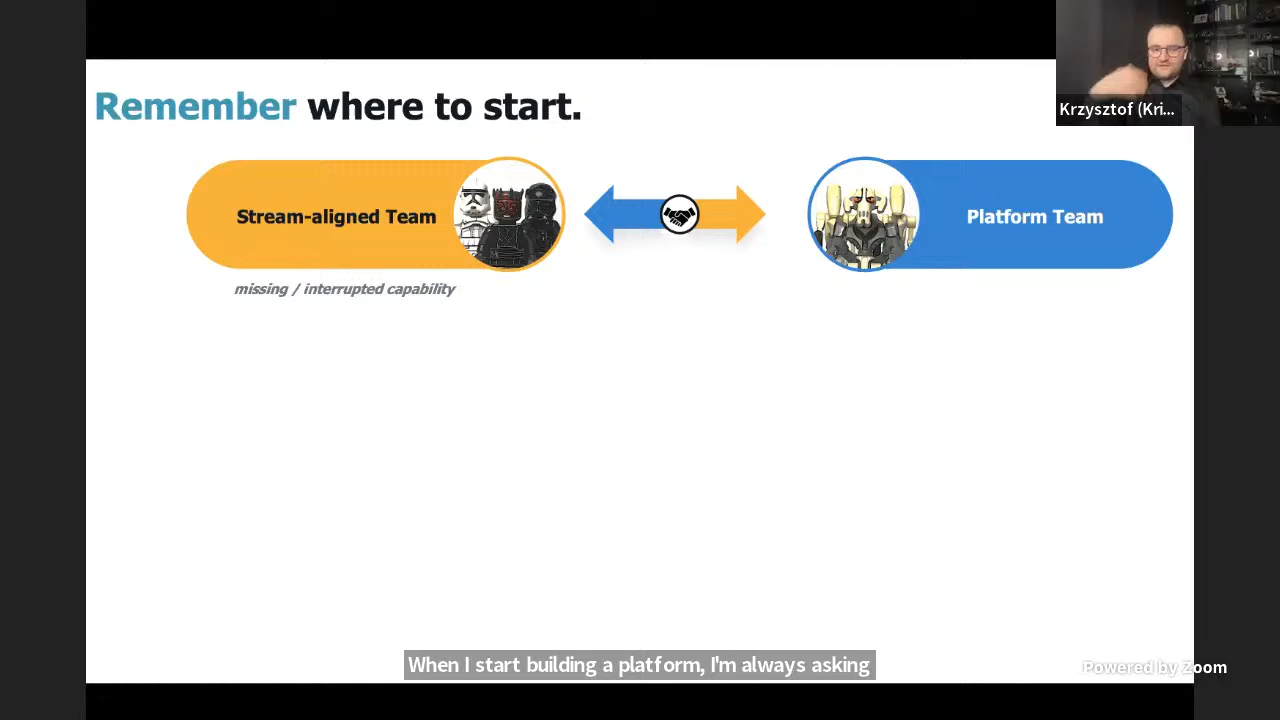 Remember where to start.
Krzysztof (Kri...
Stream-aligned Team
Platform Team
missing / interrupted capability
When I start building a platform, I'm always asking
Powered by Zoom